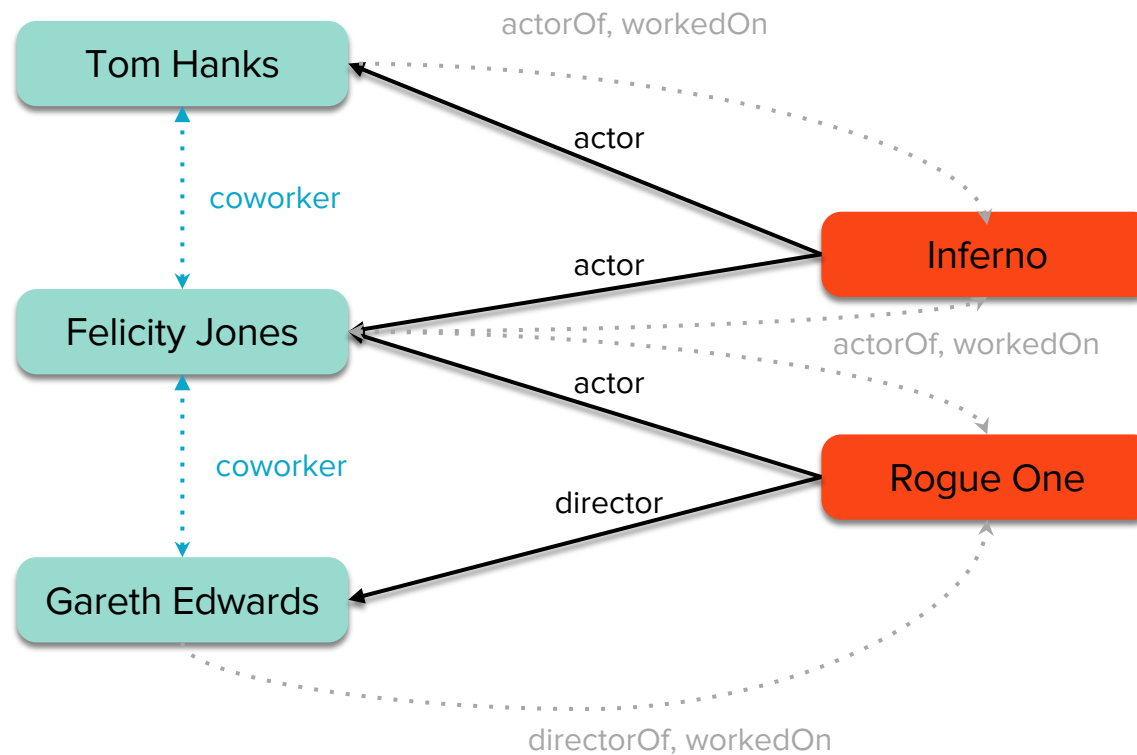 actorOf, workedOn
Tom Hanks
actor
coworker
Inferno
actor
Felicity Jones
actorOf, workedOn
actor
coworker
Rogue One
director
Gareth Edwards
directorOf, workedOn